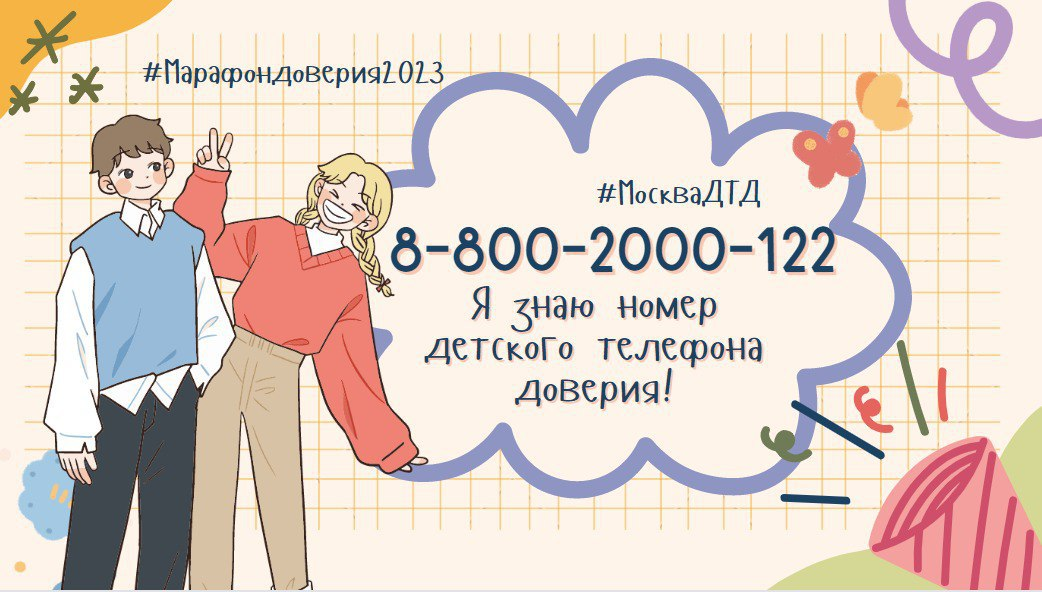 #Марафондоверия2023
#МоскваДТД
8-800-2000-122
Я знаю номер
детского телефона
доверия!